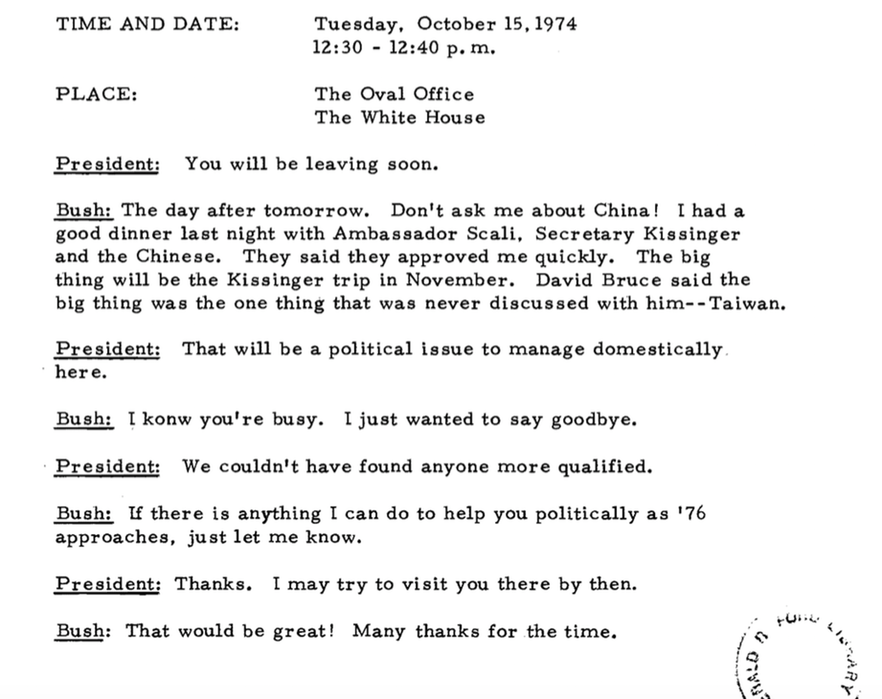 TIME AND DATE: Tuesday, October 15, 1974
12:30 - 12:40 p.m.
PLACE: The Oval Office
The White House
President: You will be leaving soon.
Bush: The day after tomorrow. Don't ask me about China! I had a
good dinner last night with Ambassador Scali, Secretary Kissinger
and the Chinese. They said they approved me quickly. The big
thing will be the Kissinger trip in November. David Bruce said the
big thing was the one thing that was never discussed with him--Taiwan.
President: That will be a political issue to manage domestically
here.
Bush: I konw you're busy. I just wanted to say goodbye.
President: We couldn't have found anyone more qualified.
Bush: If there is anything I can do to help you politically as '76
approaches, just let me know.
President: Thanks. I may try to visit you there by then.
Bush: That would be great! Many thanks for the time.
RALD FORD LIBRARY